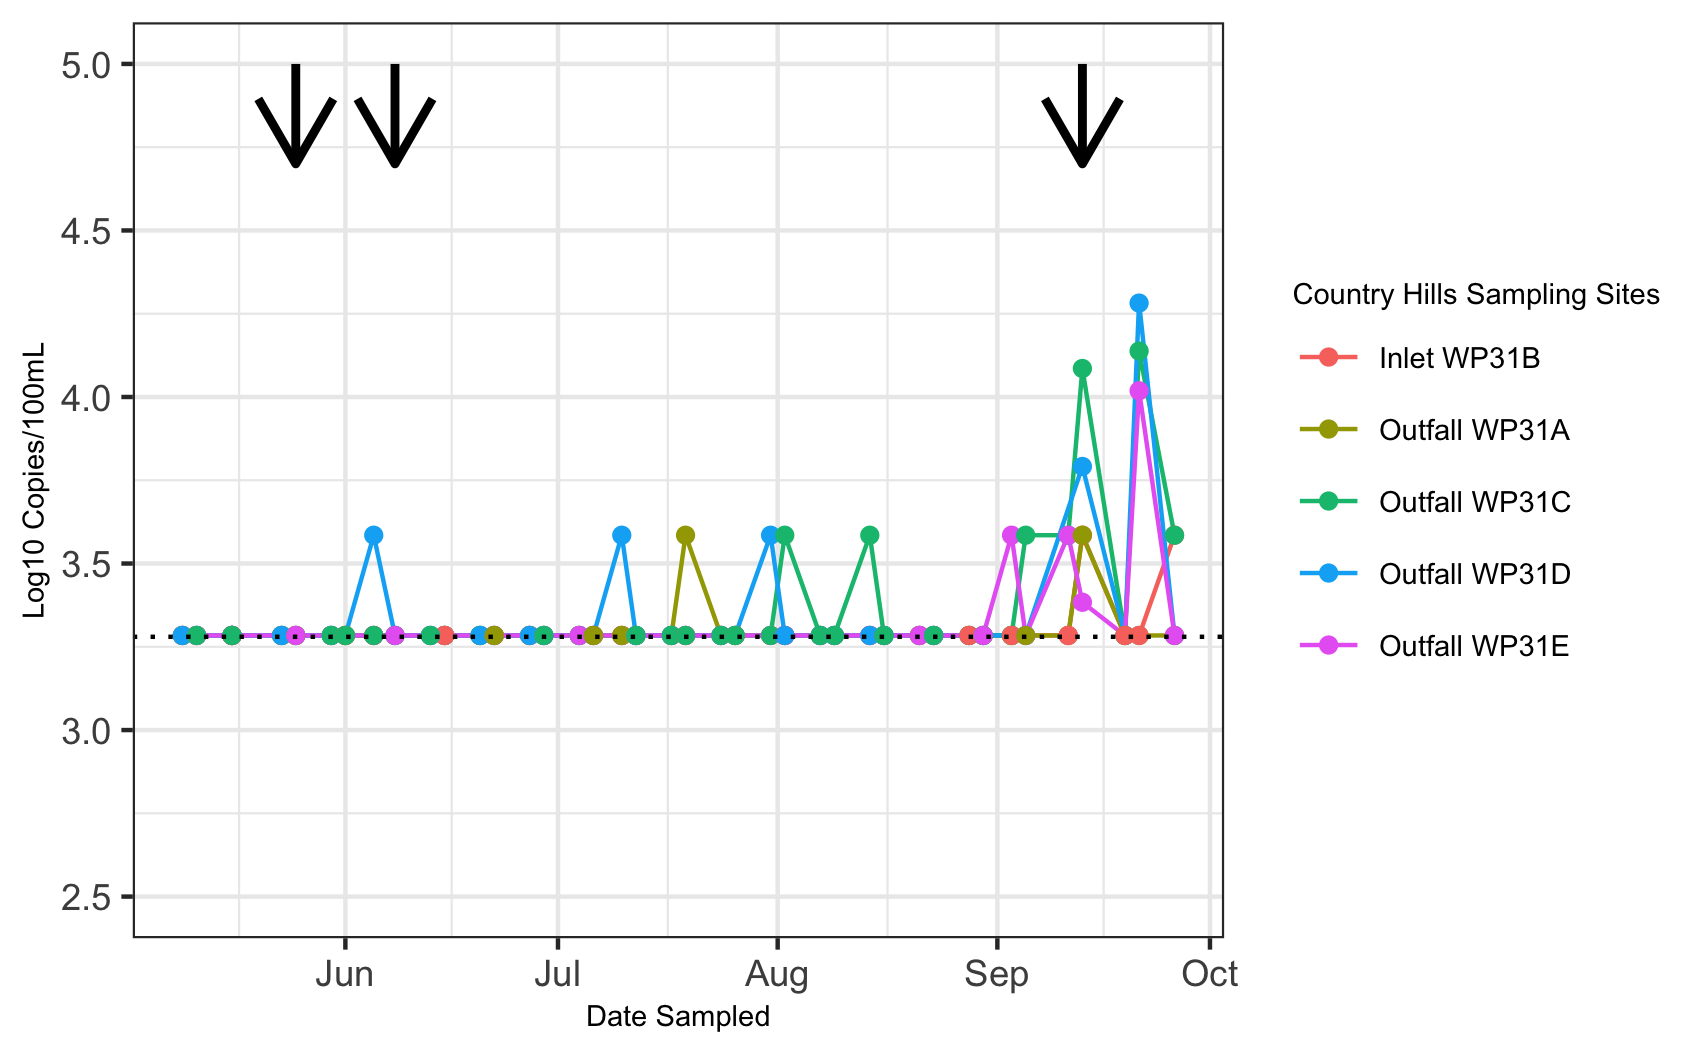 5.0
4.5
4.0
3.5
3.0
2.5
Log10 Copies/100mL
Jun
Jul
Aug
Sep
Oct
Date Sampled
Country Hills Sampling Sites
Inlet WP31B
Outfall WP31A
Outfall WP31C
Outfall WP31D
Outfall WP31E